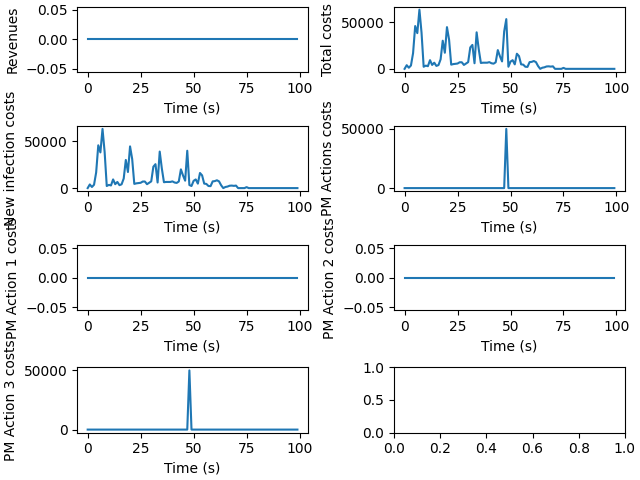 Revenues
0.05
0.00
−0.05
0 25 50 75 100
Time (s)
Total costs
50000
0
0 25 50 75 100
Time (s)
New infection costs
50000
0
0 25 50 75 100
Time (s)
PM Actions costs
50000
0
0 25 50 75 100
Time (s)
PM Action 1 costs
0.05
0.00
−0.05
0 25 50 75 100
Time (s)
PM Action 2 costs
0.05
0.00
−0.05
0 25 50 75 100
Time (s)
PM Action 3 costs
50000
0
0 25 50 75 100
Time (s)
1.0
0.5
0.0
0.0 0.2 0.4 0.6 0.8 1.0